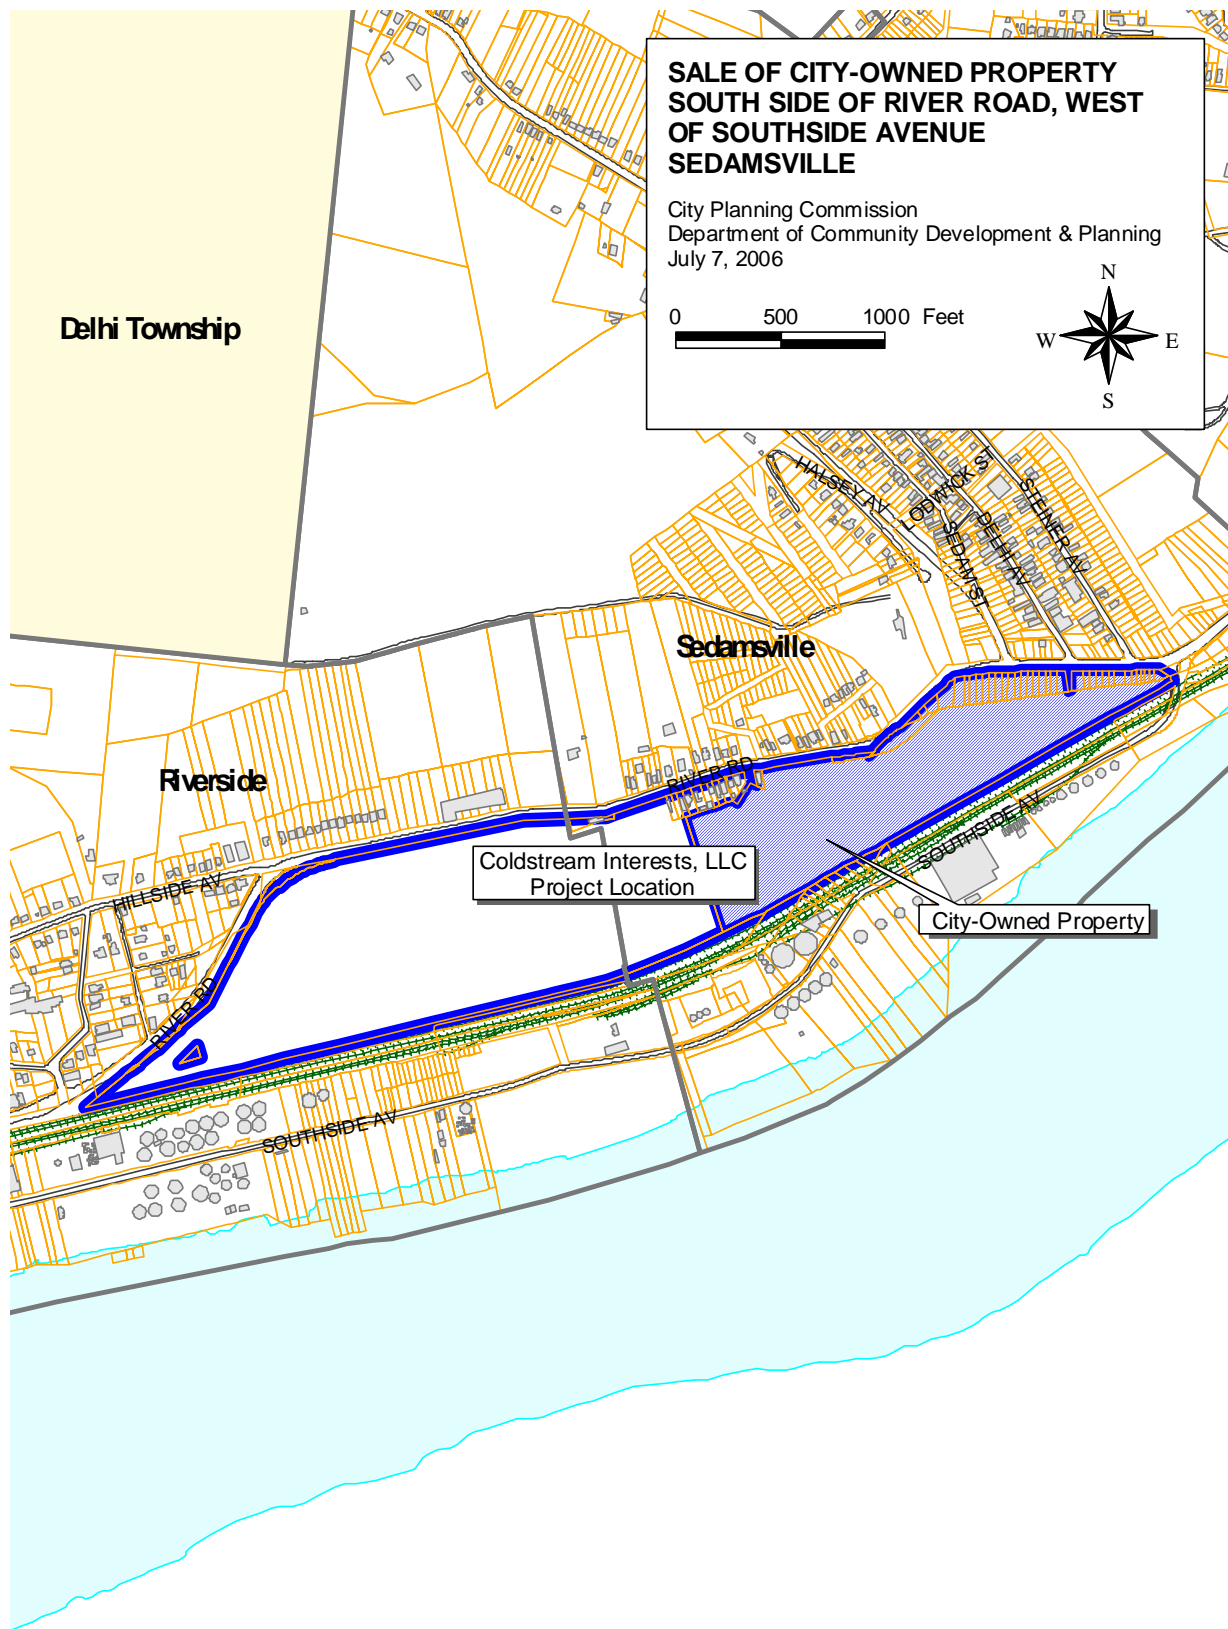 SALE OF CITY-OWNED PROPERTY
SOUTH SIDE OF RIVER ROAD, WEST
OF SOUTHSIDE AVENUE
SEDAMSVILLE
City Planning Commission
Department of Community Development & Planning
July 7, 2006
0 500 1000 Feet
N
W E
S
Delhi Township
HALSEY AV
LODWICK ST
STEINER AV
SEDAM ST
DELHI AV
Sedamsville
Riverside
RIVER RD
SOUTHSIDE AV
Coldstream Interests, LLC
Project Location
HILLSIDE AV
City-Owned Property
RIVER RD
SOUTHSIDE AV